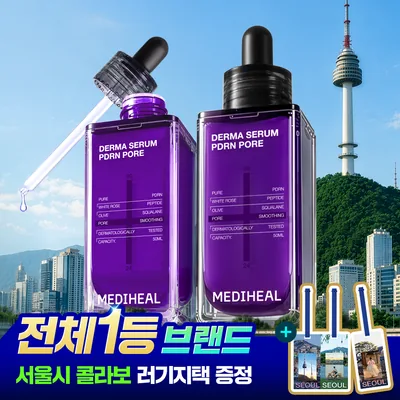 DERMA SERUM
PDRN PORE
PURE PDRN
WHITE ROSE PEPTIDE
OLIVE SQUALANE
PORE SMOOTHING
DERMATOLOGICALLY TESTED
CAPACITY 50ML
MEDIHEAL
DERMA SERUM
PDRN PORE
PURE PDRN
WHITE ROSE PEPTIDE
OLIVE SQUALANE
PORE SMOOTHING
DERMATOLOGICALLY TESTED
CAPACITY 50ML
MEDIHEAL
전체1등 브랜드
서울시 콜라보 러기지택 증정
+
SEOUL
SEOUL
SEOUL